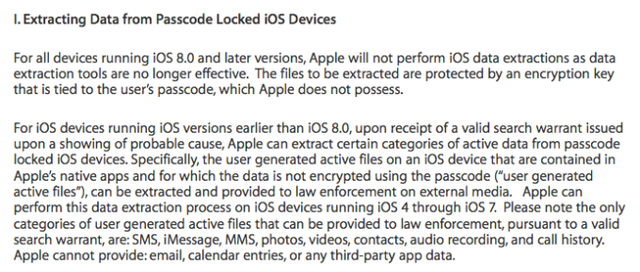 I. Extracting Data from Passcode Locked iOS Devices
For all devices running iOS 8.0 and later versions, Apple will not perform iOS data extractions as data
extraction tools are no longer effective. The files to be extracted are protected by an encryption key
that is tied to the user's passcode, which Apple does not possess.
For iOS devices running iOS versions earlier than iOS 8.0, upon receipt of a valid search warrant issued
upon a showing of probable cause, Apple can extract certain categories of active data from passcode
locked iOS devices. Specifically, the user generated active files on an iOS device that are contained in
Apple's native apps and for which the data is not encrypted using the passcode ("user generated
active files"), can be extracted and provided to law enforcement on external media. Apple can
perform this data extraction process on iOS devices running iOS 4 through iOS 7. Please note the only
categories of user generated active files that can be provided to law enforcement, pursuant to a valid
search warrant, are: SMS, iMessage, MMS, photos, videos, contacts, audio recording, and call history.
Apple cannot provide: email, calendar entries, or any third-party app data.